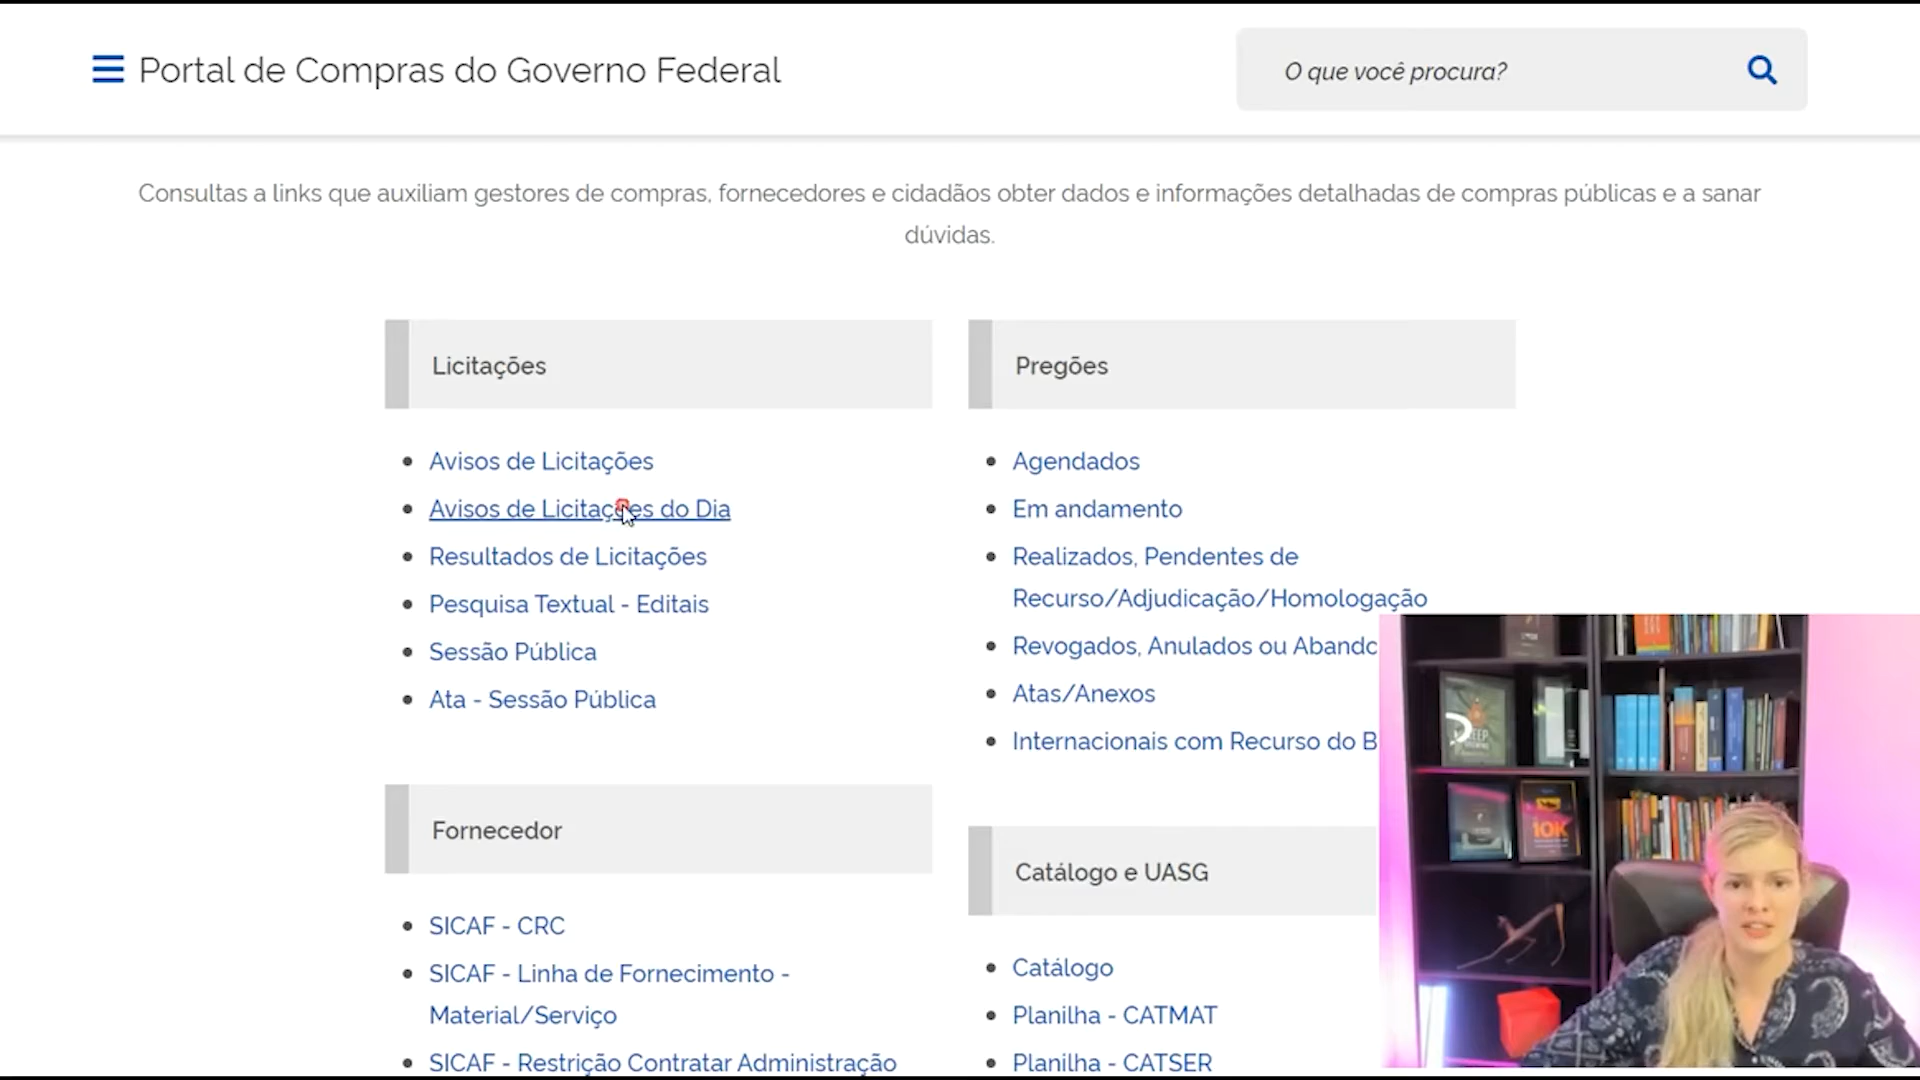 Portal de Compras do Governo Federal
O que você procura?
Consultas a links que auxiliam gestores de compras, fornecedores e cidadãos obter dados e informações detalhadas de compras públicas e a sanar
dúvidas.
Licitações
Avisos de Licitações
Avisos de Licitações do Dia
Resultados de Licitações
Pesquisa Textual - Editais
Sessão Pública
Ata - Sessão Pública
Pregões
Agendados
Em andamento
Realizados, Pendentes de
Recurso/Adjudicação/Homologação
Revogados, Anulados ou Abando
Atas/Anexos
Internacionais com Recurso do B
Fornecedor
SICAF - CRC
SICAF - Linha de Fornecimento -
Material/Serviço
SICAF - Restrição Contratar Administração
Catálogo e UASG
Catálogo
Planilha - CATMAT
Planilha - CATSER
10K